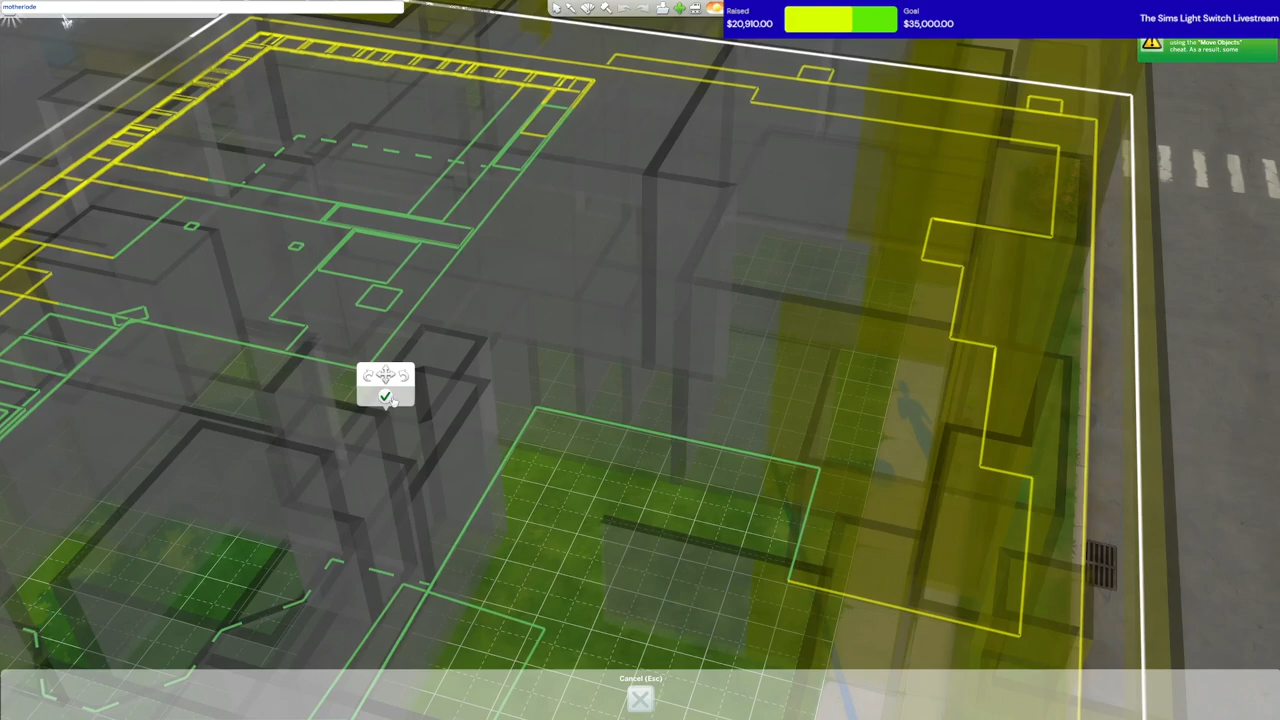 motherlode
Raised
$20,910.00
Goal
$35,000.00
The Sims Light Switch Livestream
using the "Move Objects"
cheat. As a result, some
Cancel (Esc)